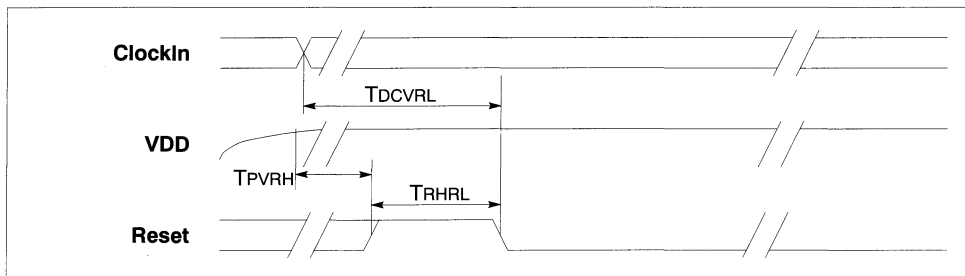 ClockIn
TDCVRL
VDD
TPVRH
TRHRL
Reset